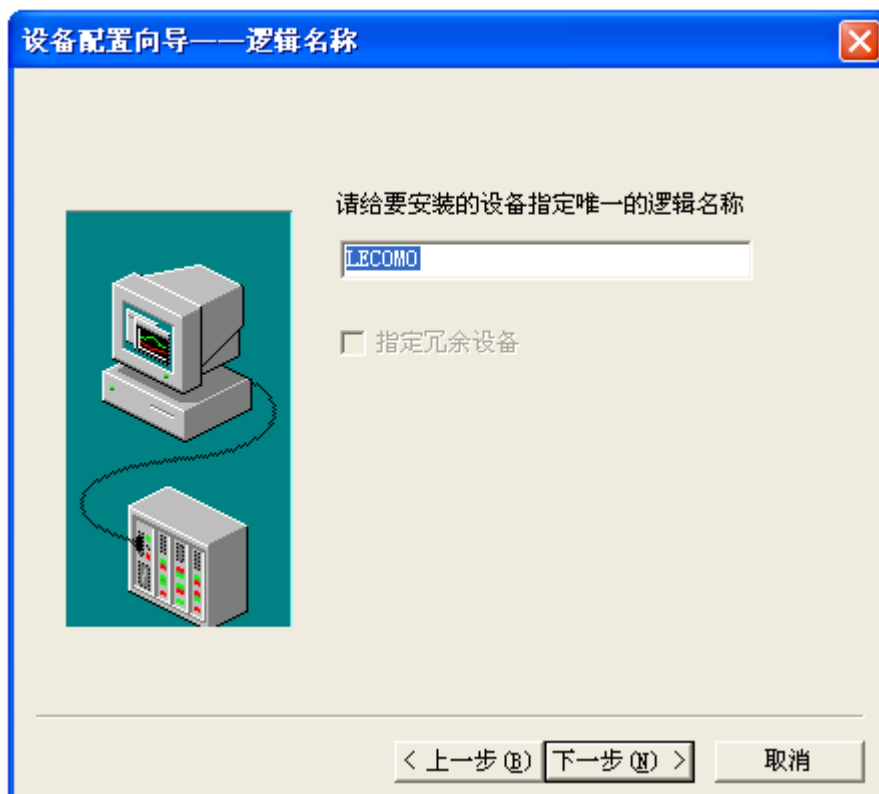 设备配置向导——逻辑名称
请给要安装的设备指定唯一的逻辑名称
LECOMO
指定冗余设备
< 上一步(B) 下一步(N) > 取消